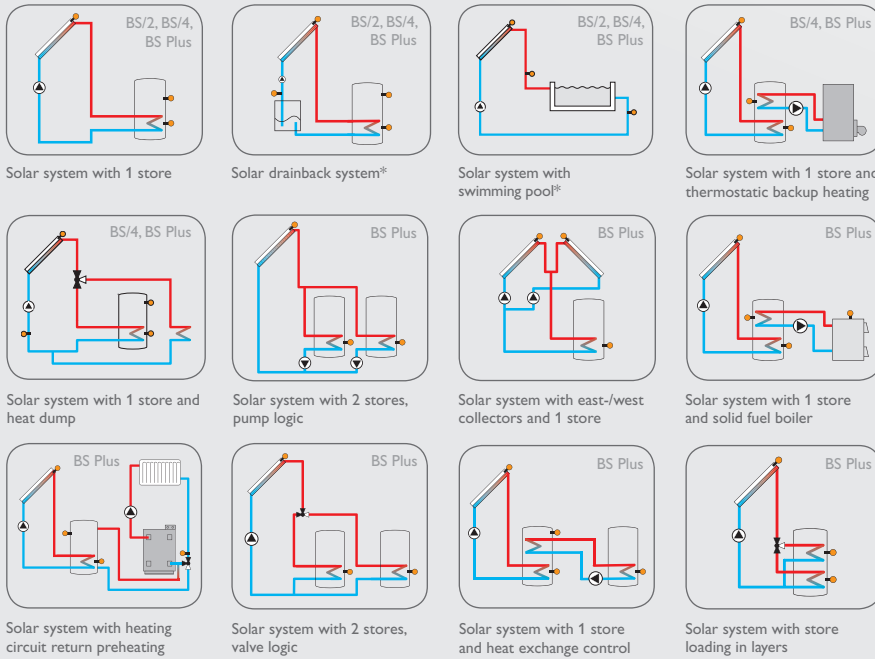 BS/2, BS/4,
BS Plus
Solar system with 1 store
BS/2, BS/4,
BS Plus
Solar drainback system*
BS/2, BS/4,
BS Plus
Solar system with
swimming pool*
BS/4, BS Plus
Solar system with 1 store and
thermostatic backup heating
BS/4, BS Plus
Solar system with 1 store and
heat dump
BS Plus
Solar system with 2 stores,
pump logic
BS Plus
Solar system with east-/west
collectors and 1 store
BS Plus
Solar system with 1 store
and solid fuel boiler
BS Plus
Solar system with heating
circuit return preheating
BS Plus
Solar system with 2 stores,
valve logic
BS Plus
Solar system with 1 store
and heat exchange control
BS Plus
Solar system with store
loading in layers